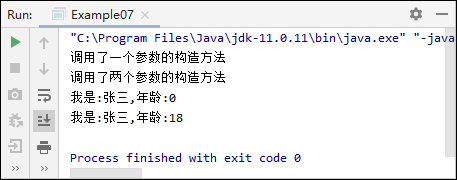 Run: Example07
"C:\Program Files\Java\jdk-11.0.11\bin\java.exe" "-java
调用了一个参数的构造方法
调用了两个参数的构造方法
我是:张三,年龄:0
我是:张三,年龄:18
Process finished with exit code 0